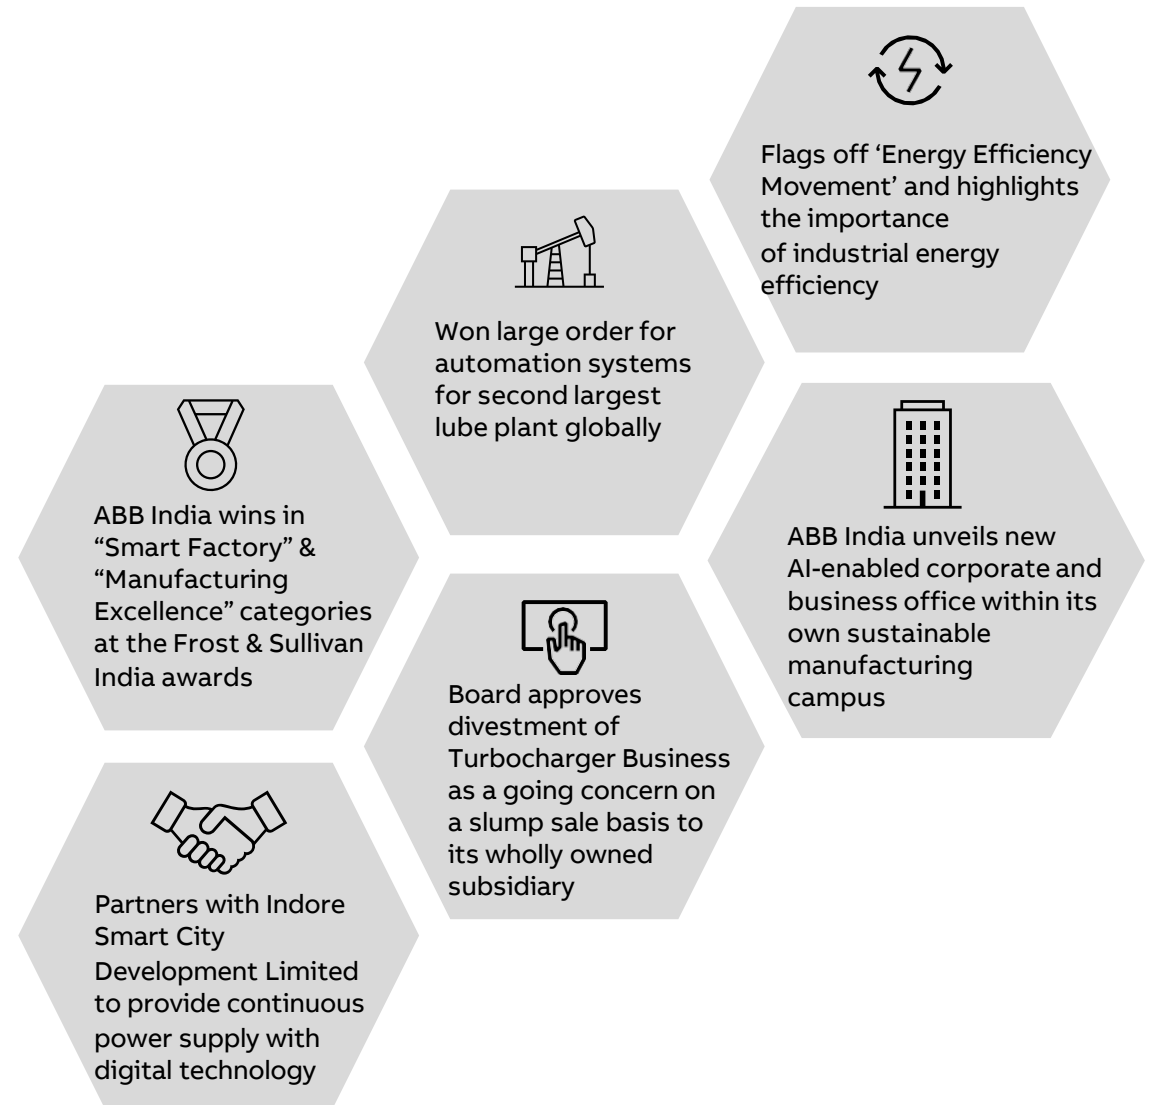 Flags off ‘Energy Efficiency
Movement’ and highlights
the importance
of industrial energy
efficiency
Won large order for
automation systems
for second largest
lube plant globally
ABB India wins in
“Smart Factory” &
“Manufacturing
Excellence” categories
at the Frost & Sullivan
India awards
ABB India unveils new
AI-enabled corporate and
business office within its
own sustainable
manufacturing
campus
Board approves
divestment of
Turbocharger Business
as a going concern on
a slump sale basis to
its wholly owned
subsidiary
Partners with Indore
Smart City
Development Limited
to provide continuous
power supply with
digital technology